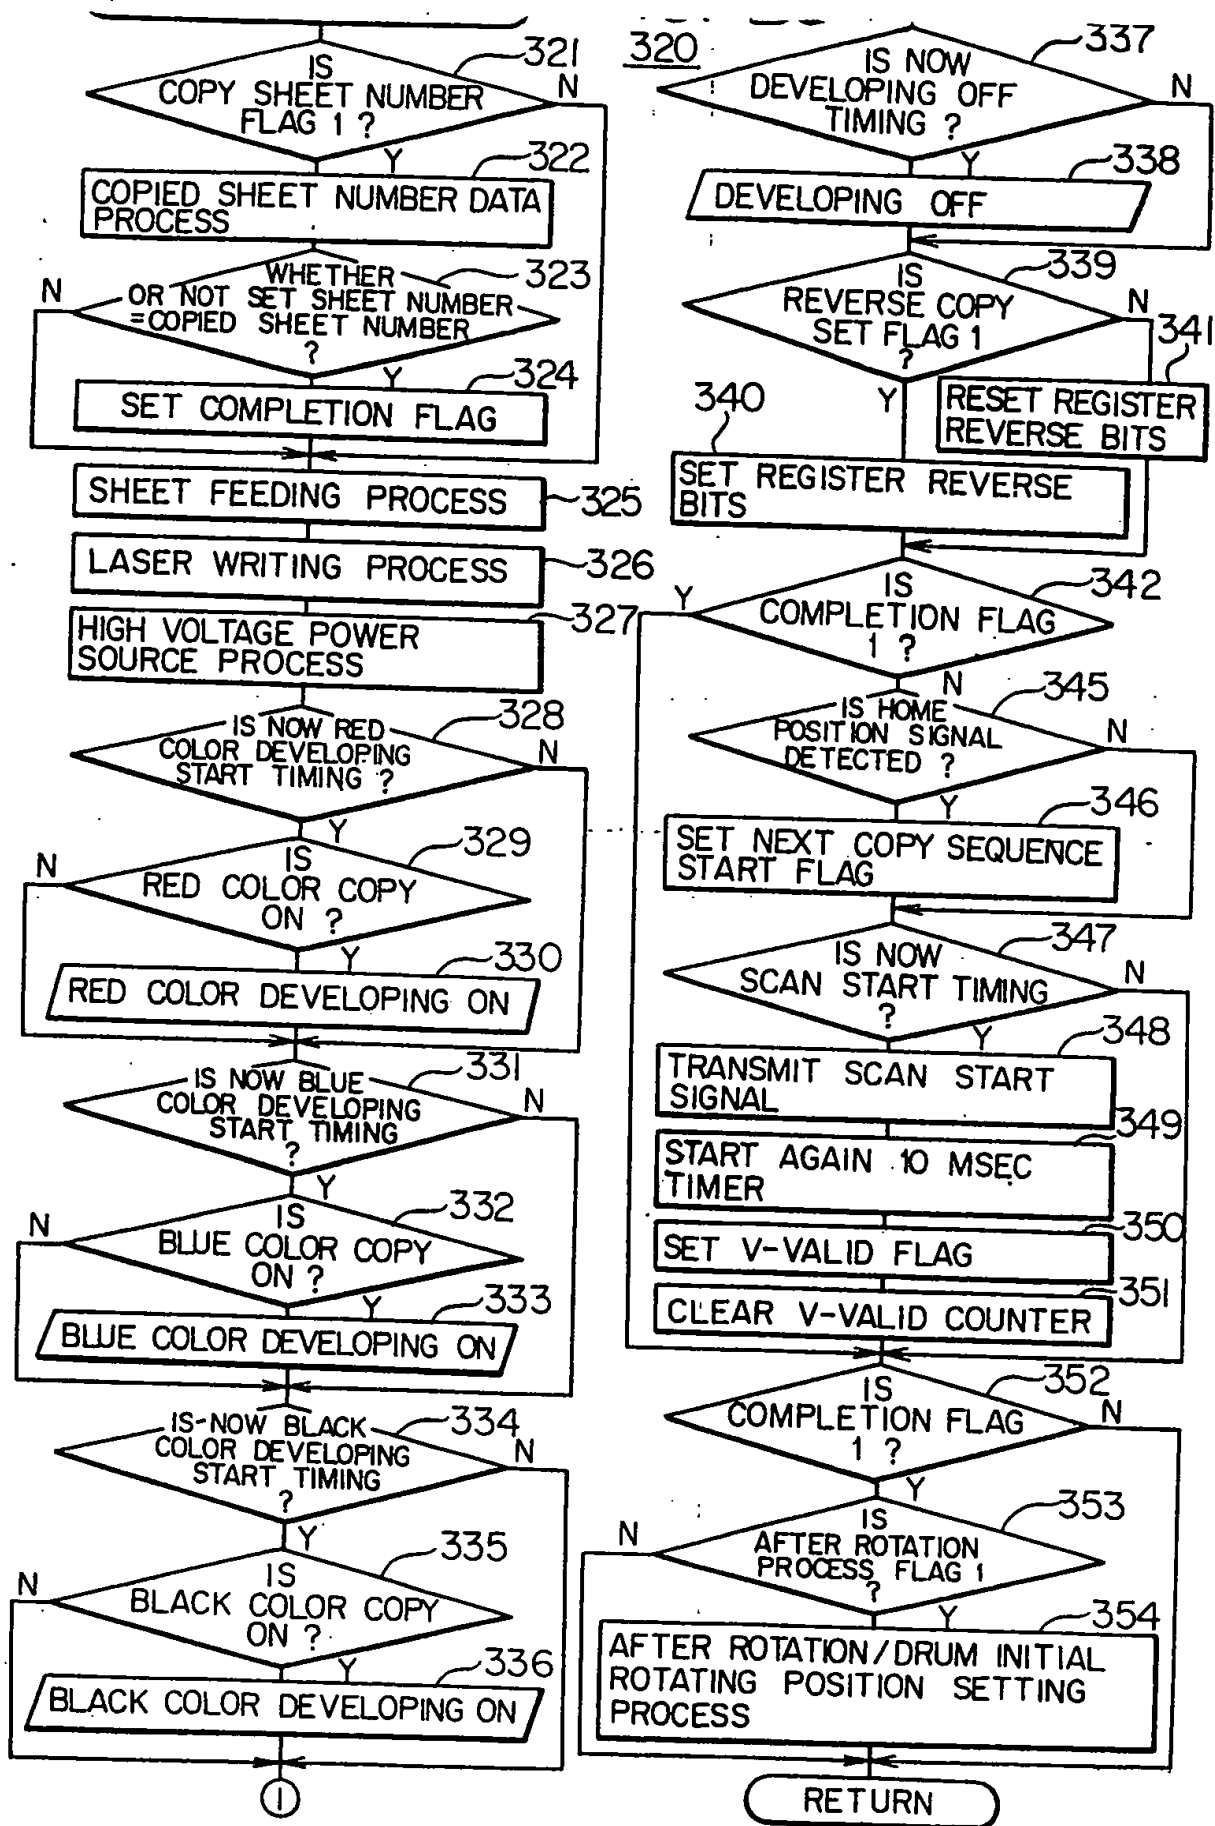 321
IS
COPY SHEET NUMBER
FLAG 1 ?
N
Y
322
COPIED SHEET NUMBER DATA
PROCESS
323
WHETHER
OR NOT SET SHEET NUMBER
=COPIED SHEET NUMBER
?
N
Y
324
SET COMPLETION FLAG
SHEET FEEDING PROCESS
325
LASER WRITING PROCESS
326
HIGH VOLTAGE POWER
SOURCE PROCESS
327
328
IS NOW RED
COLOR DEVELOPING
START TIMING ?
N
Y
329
IS
RED COLOR COPY
ON ?
N
Y
330
RED COLOR DEVELOPING ON
331
IS NOW BLUE
COLOR DEVELOPING
START TIMING
?
N
Y
332
IS
BLUE COLOR COPY
ON ?
N
Y
333
BLUE COLOR DEVELOPING ON
334
IS NOW BLACK
COLOR DEVELOPING
START TIMING
?
N
Y
335
IS
BLACK COLOR COPY
ON ?
N
Y
336
BLACK COLOR DEVELOPING ON
1
320
337
IS NOW
DEVELOPING OFF
TIMING ?
N
Y
338
DEVELOPING OFF
339
IS
REVERSE COPY
SET FLAG 1
?
N
Y
341
RESET REGISTER
REVERSE BITS
340
SET REGISTER REVERSE
BITS
342
IS
COMPLETION FLAG
1 ?
Y
N
345
IS HOME
POSITION SIGNAL
DETECTED ?
N
Y
346
SET NEXT COPY SEQUENCE
START FLAG
347
IS NOW
SCAN START TIMING
?
N
Y
348
TRANSMIT SCAN START
SIGNAL
349
START AGAIN 10 MSEC
TIMER
350
SET V-VALID FLAG
351
CLEAR V-VALID COUNTER
352
IS
COMPLETION FLAG
1 ?
N
Y
353
IS
AFTER ROTATION
PROCESS FLAG 1
?
N
Y
354
AFTER ROTATION/DRUM INITIAL
ROTATING POSITION SETTING
PROCESS
RETURN